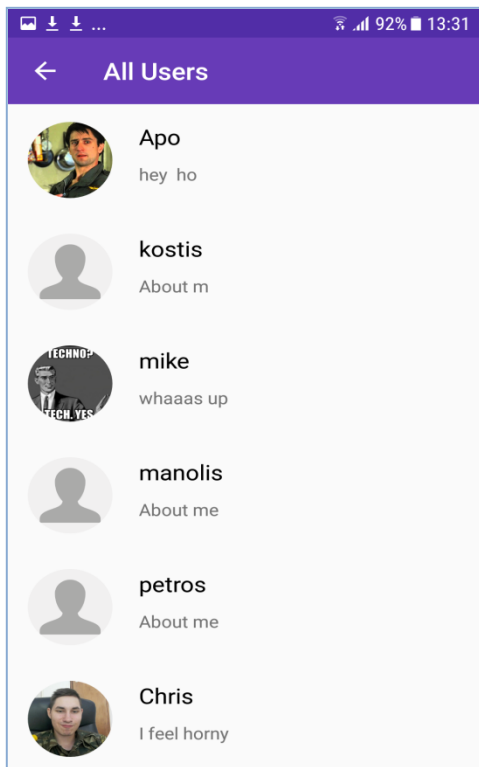 ... 92% 13:31
All Users
Apo
hey ho
kostis
About m
TECHNO?
TECH. YES
mike
whaaas up
manolis
About me
petros
About me
Chris
I feel horny